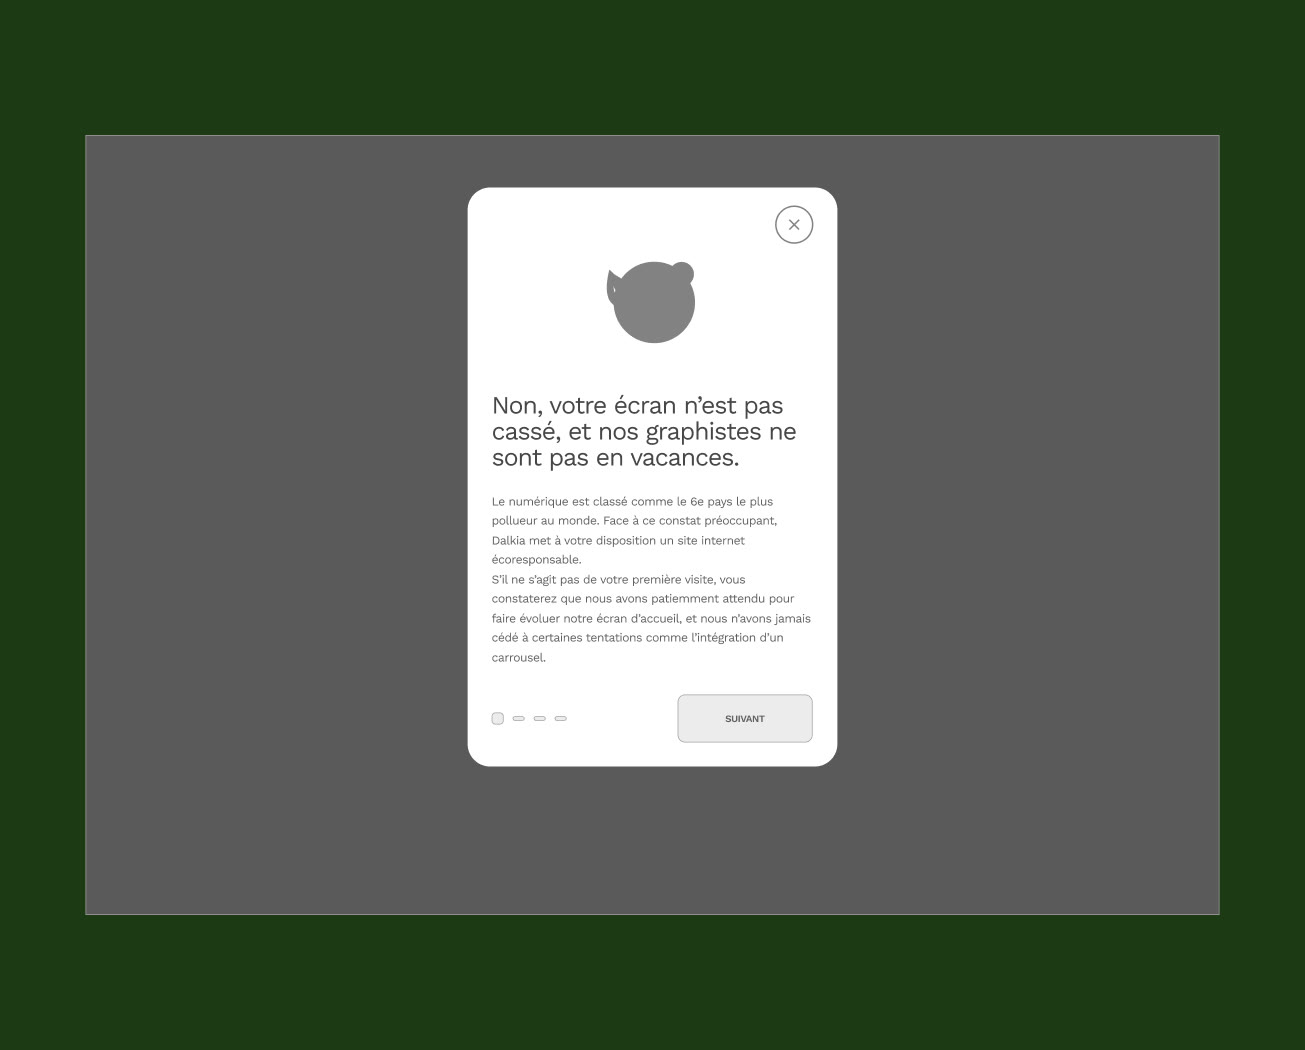 Non, votre écran n’est pas
cassé, et nos graphistes ne
sont pas en vacances.
Le numérique est classé comme le 6e pays le plus
pollueur au monde. Face à ce constat préoccupant,
Dalkia met à votre disposition un site internet
écoresponsable.
S’il ne s’agit pas de votre première visite, vous
constaterez que nous avons patiemment attendu pour
faire évoluer notre écran d’accueil, et nous n’avons jamais
cédé à certaines tentations comme l’intégration d’un
carrousel.
SUIVANT